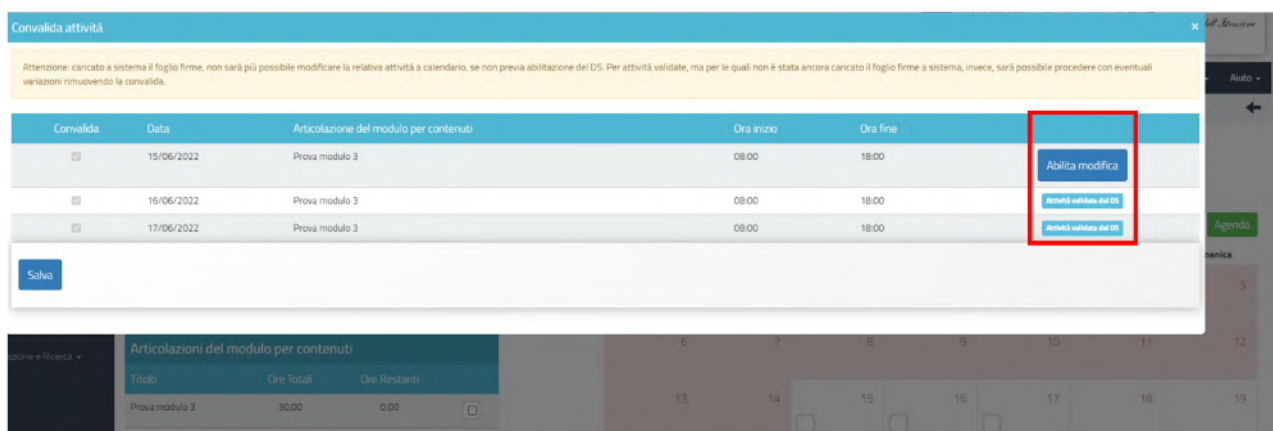 Convalida attività
×
dell'Istruzione
Attenzione: caricato a sistema il foglio firme, non sarà più possibile modificare la relativa attività a calendario, se non previa abilitazione del DS. Per attività validate, ma per le quali non è stata ancora caricato il foglio firme a sistema, invece, sarà possibile procedere con eventuali
variazioni rimuovendo la convalida.
Aiuto
Convalida Data Articolazione del modulo per contenuti Ora inizio Ora fine
15/06/2022 Prova modulo 3 08:00 18:00 Abilita modifica
16/06/2022 Prova modulo 3 08:00 18:00 Attività validata dal DS
17/06/2022 Prova modulo 3 08:00 18:00 Attività validata dal DS
Agenda
Salva
5
Articolazioni del modulo per contenuti
6 7 8 9 10 11 12
e Ricerca
Titolo Ore Totali Ore Restanti
Prova modulo 3 30,00 0,00
13 14 15 16 17 18 19